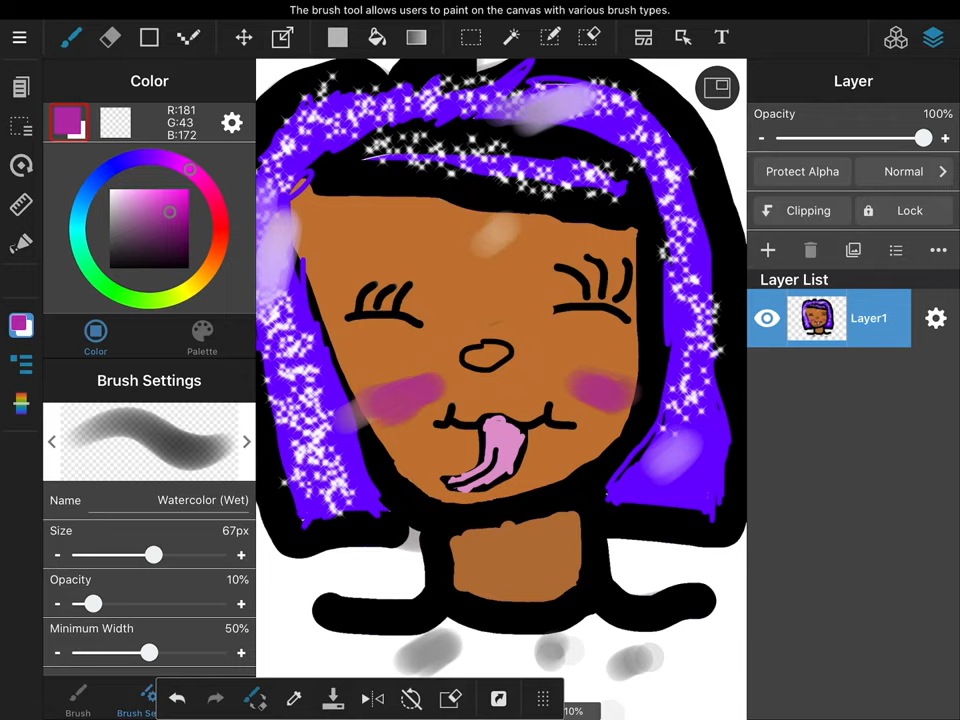 The brush tool allows users to paint on the canvas with various brush types.
T
Color
R:181
G:43
B:172
Color
Palette
Brush Settings
Name
Watercolor (Wet)
Size
67px
-
+
Opacity
10%
-
+
Minimum Width
50%
-
+
Brush
Brush Se
10%
Layer
Opacity
100%
-
+
Protect Alpha
Normal
Clipping
Lock
Layer List
Layer1